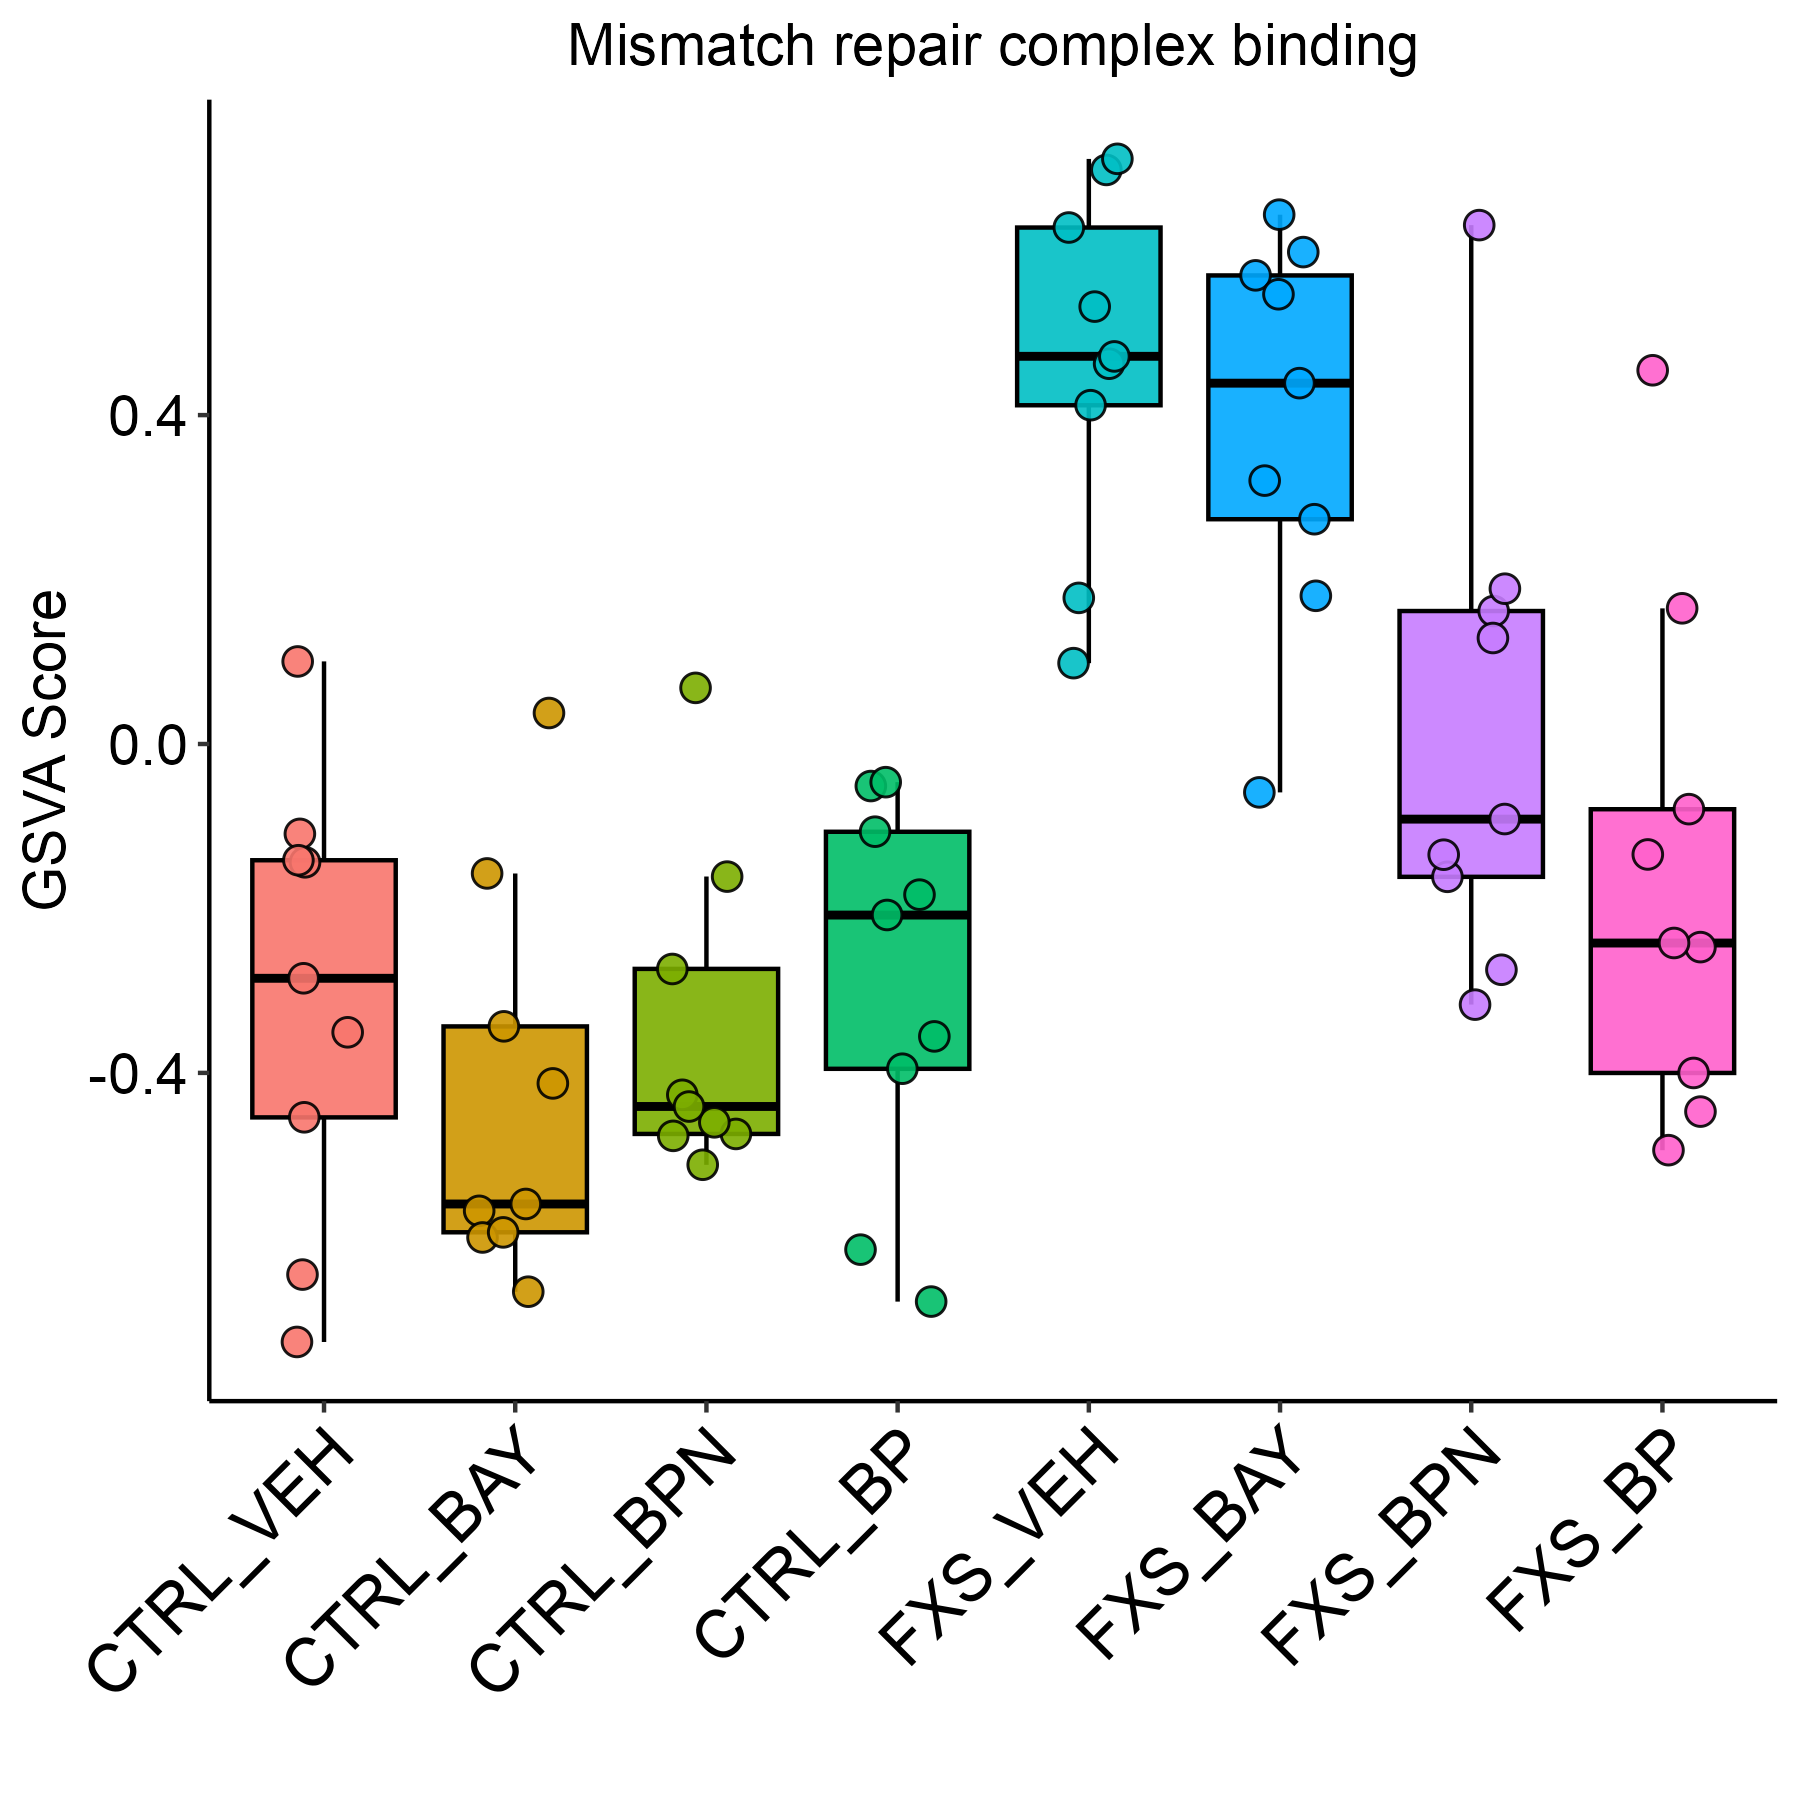 Mismatch repair complex binding
GSVA Score
0.4
0.0
-0.4
CTRL_VEH
CTRL_BAY
CTRL_BPN
CTRL_BP
FXS_VEH
FXS_BAY
FXS_BPN
FXS_BP